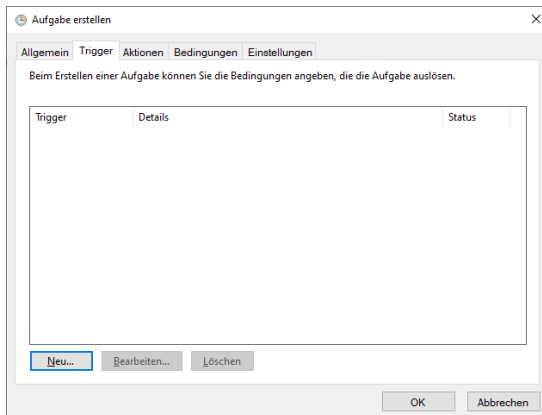 Aufgabe erstellen
Allgemein Trigger Aktionen Bedingungen Einstellungen
Beim Erstellen einer Aufgabe können Sie die Bedingungen angeben, die die Aufgabe auslösen.
Trigger Details Status
Neu... Bearbeiten... Löschen
OK Abbrechen